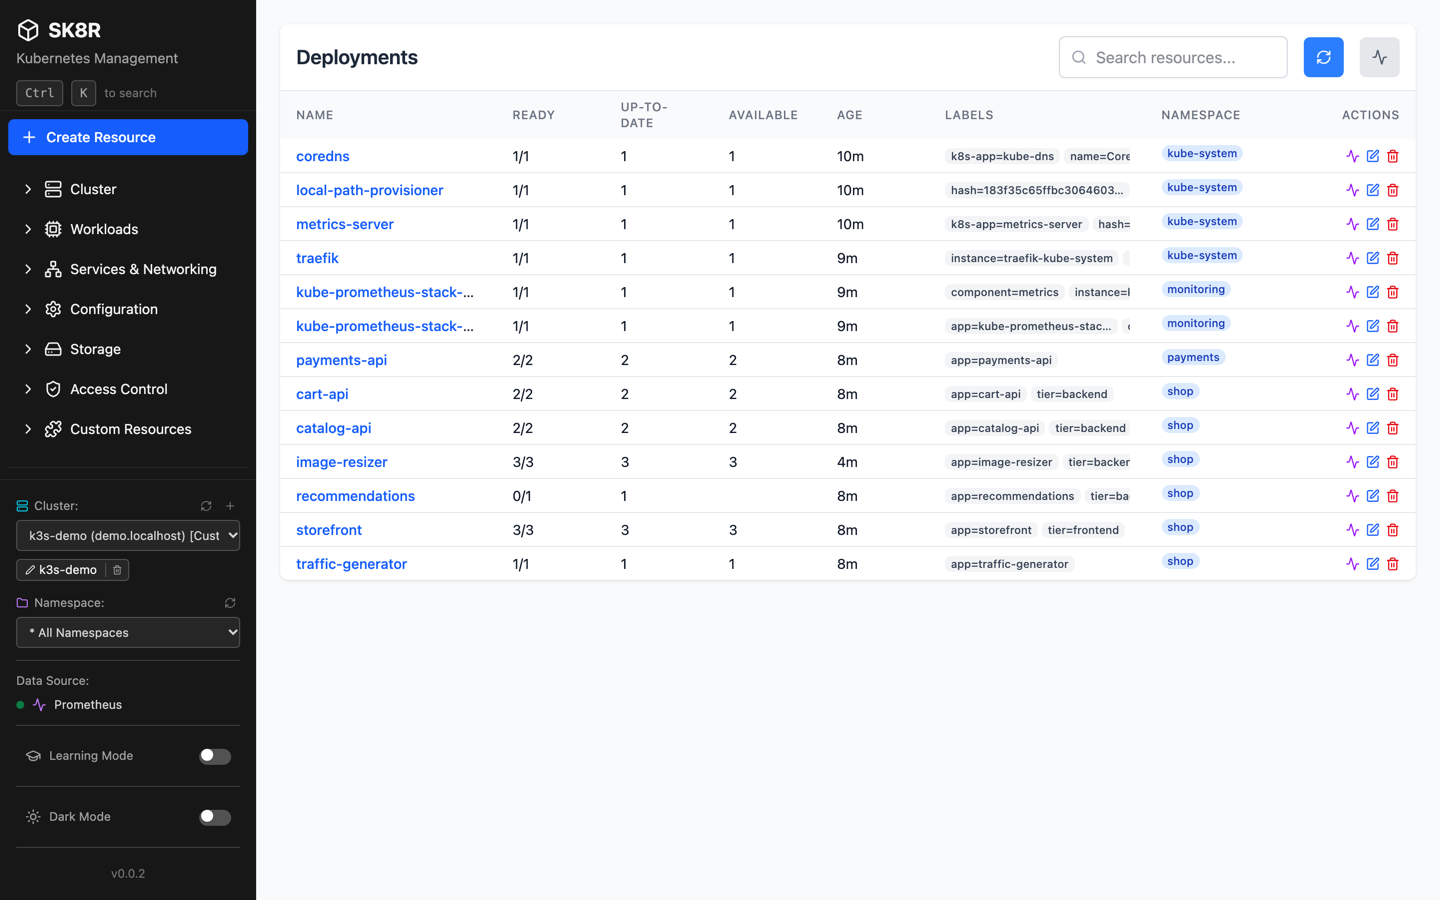 SK8R
Kubernetes Management
Ctrl K to search
Create Resource
Cluster
Workloads
Services & Networking
Configuration
Storage
Access Control
Custom Resources
Cluster:
k3s-demo (demo.localhost) [Cust
k3s-demo
Namespace:
* All Namespaces
Data Source:
Prometheus
Learning Mode
Dark Mode
v0.0.2
Deployments
Search resources...
NAME READY UP-TO-DATE AVAILABLE AGE LABELS NAMESPACE ACTIONS
coredns 1/1 1 1 10m k8s-app=kube-dns name=Core kube-system
local-path-provisioner 1/1 1 1 10m hash=183f35c65ffbc3064603... kube-system
metrics-server 1/1 1 1 10m k8s-app=metrics-server hash= kube-system
traefik 1/1 1 1 9m instance=traefik-kube-system kube-system
kube-prometheus-stack-... 1/1 1 1 9m component=metrics instance=k monitoring
kube-prometheus-stack-... 1/1 1 1 9m app=kube-prometheus-stac... monitoring
payments-api 2/2 2 2 8m app=payments-api payments
cart-api 2/2 2 2 8m app=cart-api tier=backend shop
catalog-api 2/2 2 2 8m app=catalog-api tier=backend shop
image-resizer 3/3 3 3 4m app=image-resizer tier=backer shop
recommendations 0/1 1 8m app=recommendations tier=ba shop
storefront 3/3 3 3 8m app=storefront tier=frontend shop
traffic-generator 1/1 1 1 8m app=traffic-generator shop